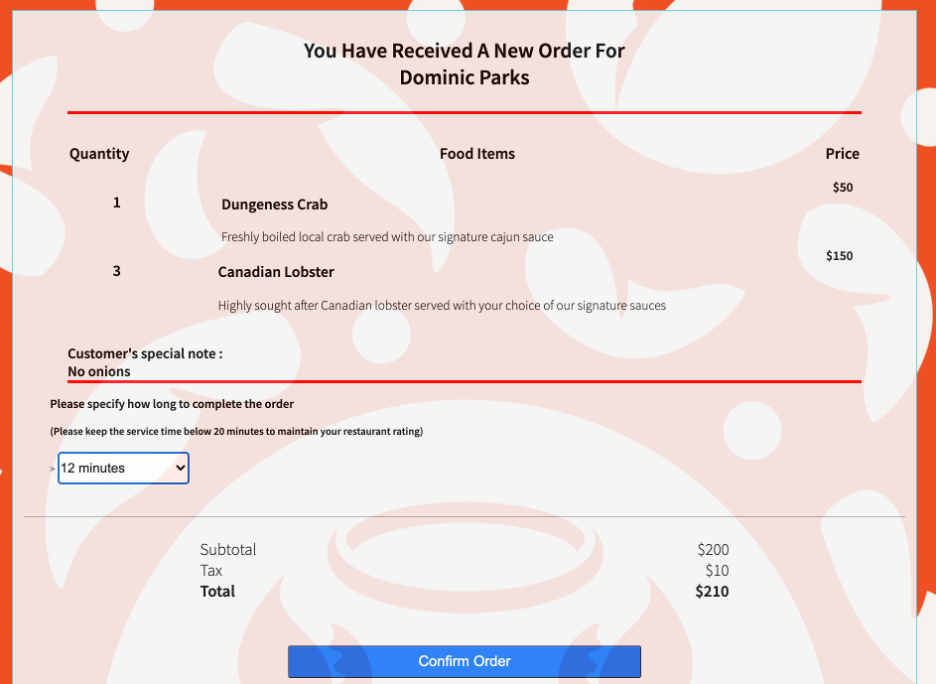 You Have Received A New Order For
Dominic Parks
Quantity Food Items Price
$50
1 Dungeness Crab
Freshly boiled local crab served with our signature cajun sauce
$150
3 Canadian Lobster
Highly sought after Canadian lobster served with your choice of our signature sauces
Customer's special note :
No onions
Please specify how long to complete the order
(Please keep the service time below 20 minutes to maintain your restaurant rating)
> 12 minutes
Subtotal $200
Tax $10
Total $210
Confirm Order